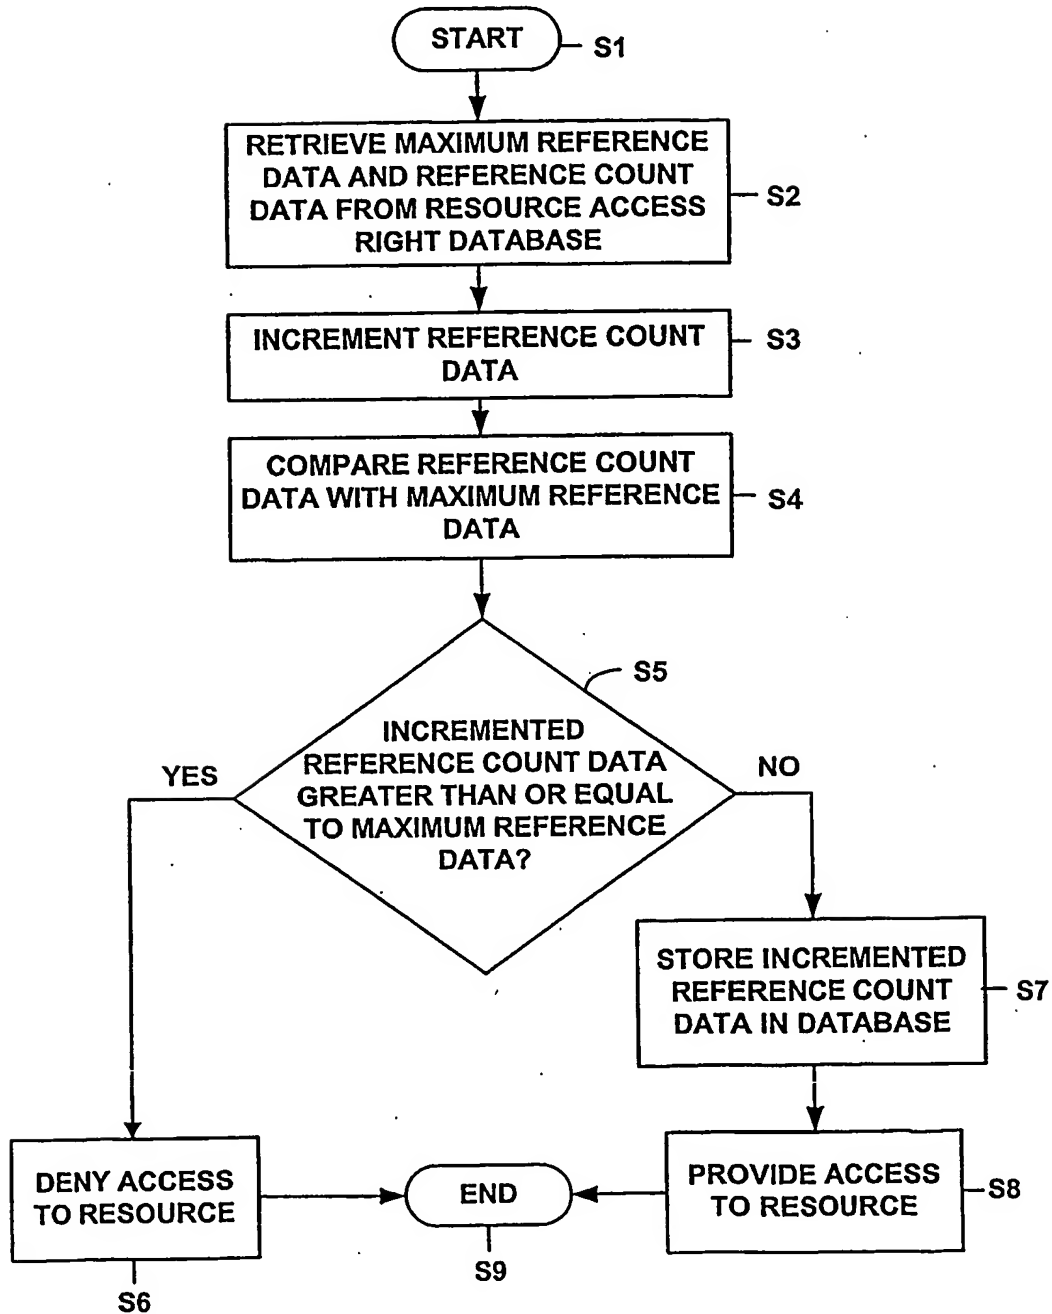 START
S1
RETRIEVE MAXIMUM REFERENCE
DATA AND REFERENCE COUNT
DATA FROM RESOURCE ACCESS
RIGHT DATABASE
S2
INCREMENT REFERENCE COUNT
DATA
S3
COMPARE REFERENCE COUNT
DATA WITH MAXIMUM REFERENCE
DATA
S4
S5
INCREMENTED
REFERENCE COUNT DATA
GREATER THAN OR EQUAL
TO MAXIMUM REFERENCE
DATA?
YES
NO
STORE INCREMENTED
REFERENCE COUNT
DATA IN DATABASE
S7
DENY ACCESS
TO RESOURCE
S6
END
S9
PROVIDE ACCESS
TO RESOURCE
S8